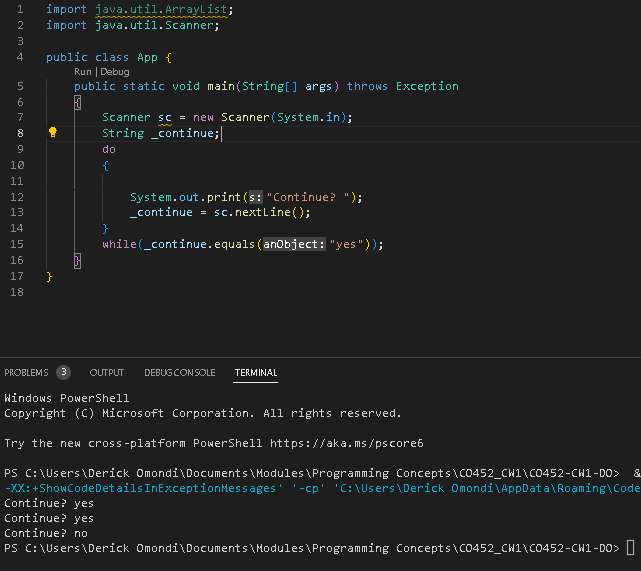 1 import java.util.ArrayList;
2 import java.util.Scanner;
3
4 public class App {
Run | Debug
5 public static void main(String[] args) throws Exception
6 {
7 Scanner sc = new Scanner(System.in);
8 String _continue;
9 do
10 {
11
12 System.out.print(s: "Continue? ");
13 _continue = sc.nextLine();
14 }
15 while(_continue.equals(anObject: "yes"));
16 }
17 }
18
PROBLEMS 3 OUTPUT DEBUG CONSOLE TERMINAL
Windows PowerShell
Copyright (C) Microsoft Corporation. All rights reserved.
Try the new cross-platform PowerShell https://aka.ms/pscore6
PS C:\Users\Derick Omondi\Documents\Modules\Programming Concepts\CO452_CW1\CO452-CW1-DO> &
-XX:+ShowCodeDetailsInExceptionMessages' '-cp' 'C:\Users\Derick Omondi\AppData\Roaming\Code
Continue? yes
Continue? yes
Continue? no
PS C:\Users\Derick Omondi\Documents\Modules\Programming Concepts\CO452_CW1\CO452-CW1-DO>